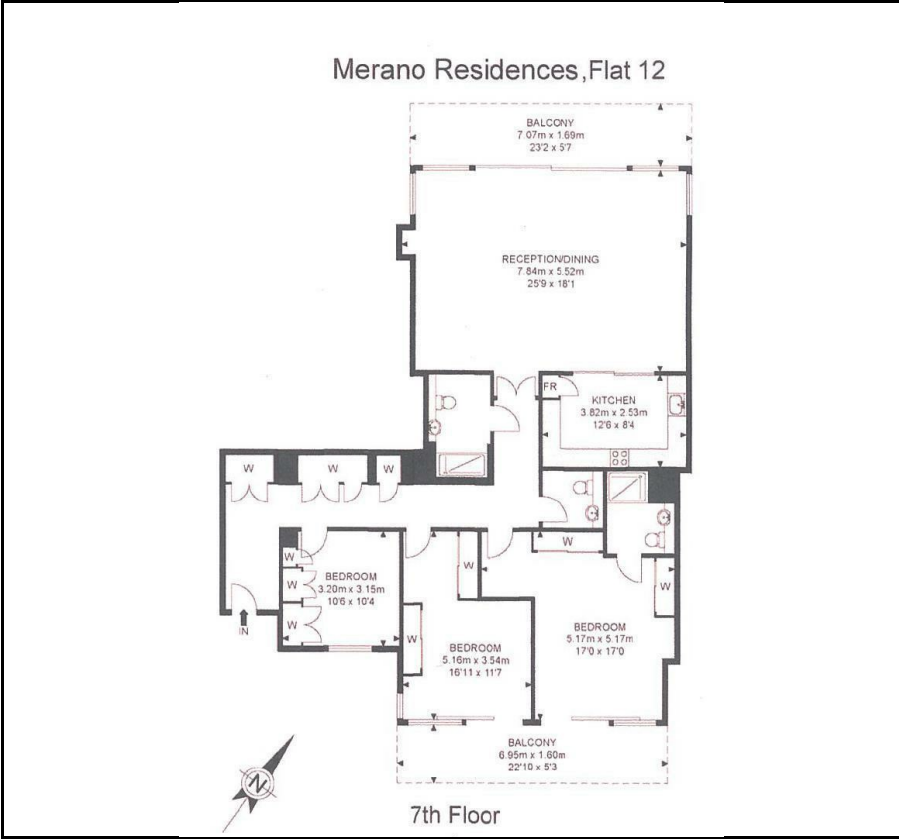 Merano Residences,Flat 12
BALCONY
7.07m x 1.69m
23'2 x 5'7
RECEPTION/DINING
7.84m x 5.52m
25'9 x 18'1
FR
KITCHEN
3.82m x 2.53m
12'6 x 8'4
W
W
W
W
W
W
W
W
W
W
BEDROOM
3.20m x 3.15m
10'6 x 10'4
IN
BEDROOM
5.16m x 3.54m
16'11 x 11'7
BEDROOM
5.17m x 5.17m
17'0 x 17'0
BALCONY
6.95m x 1.60m
22'10 x 5'3
N
7th Floor